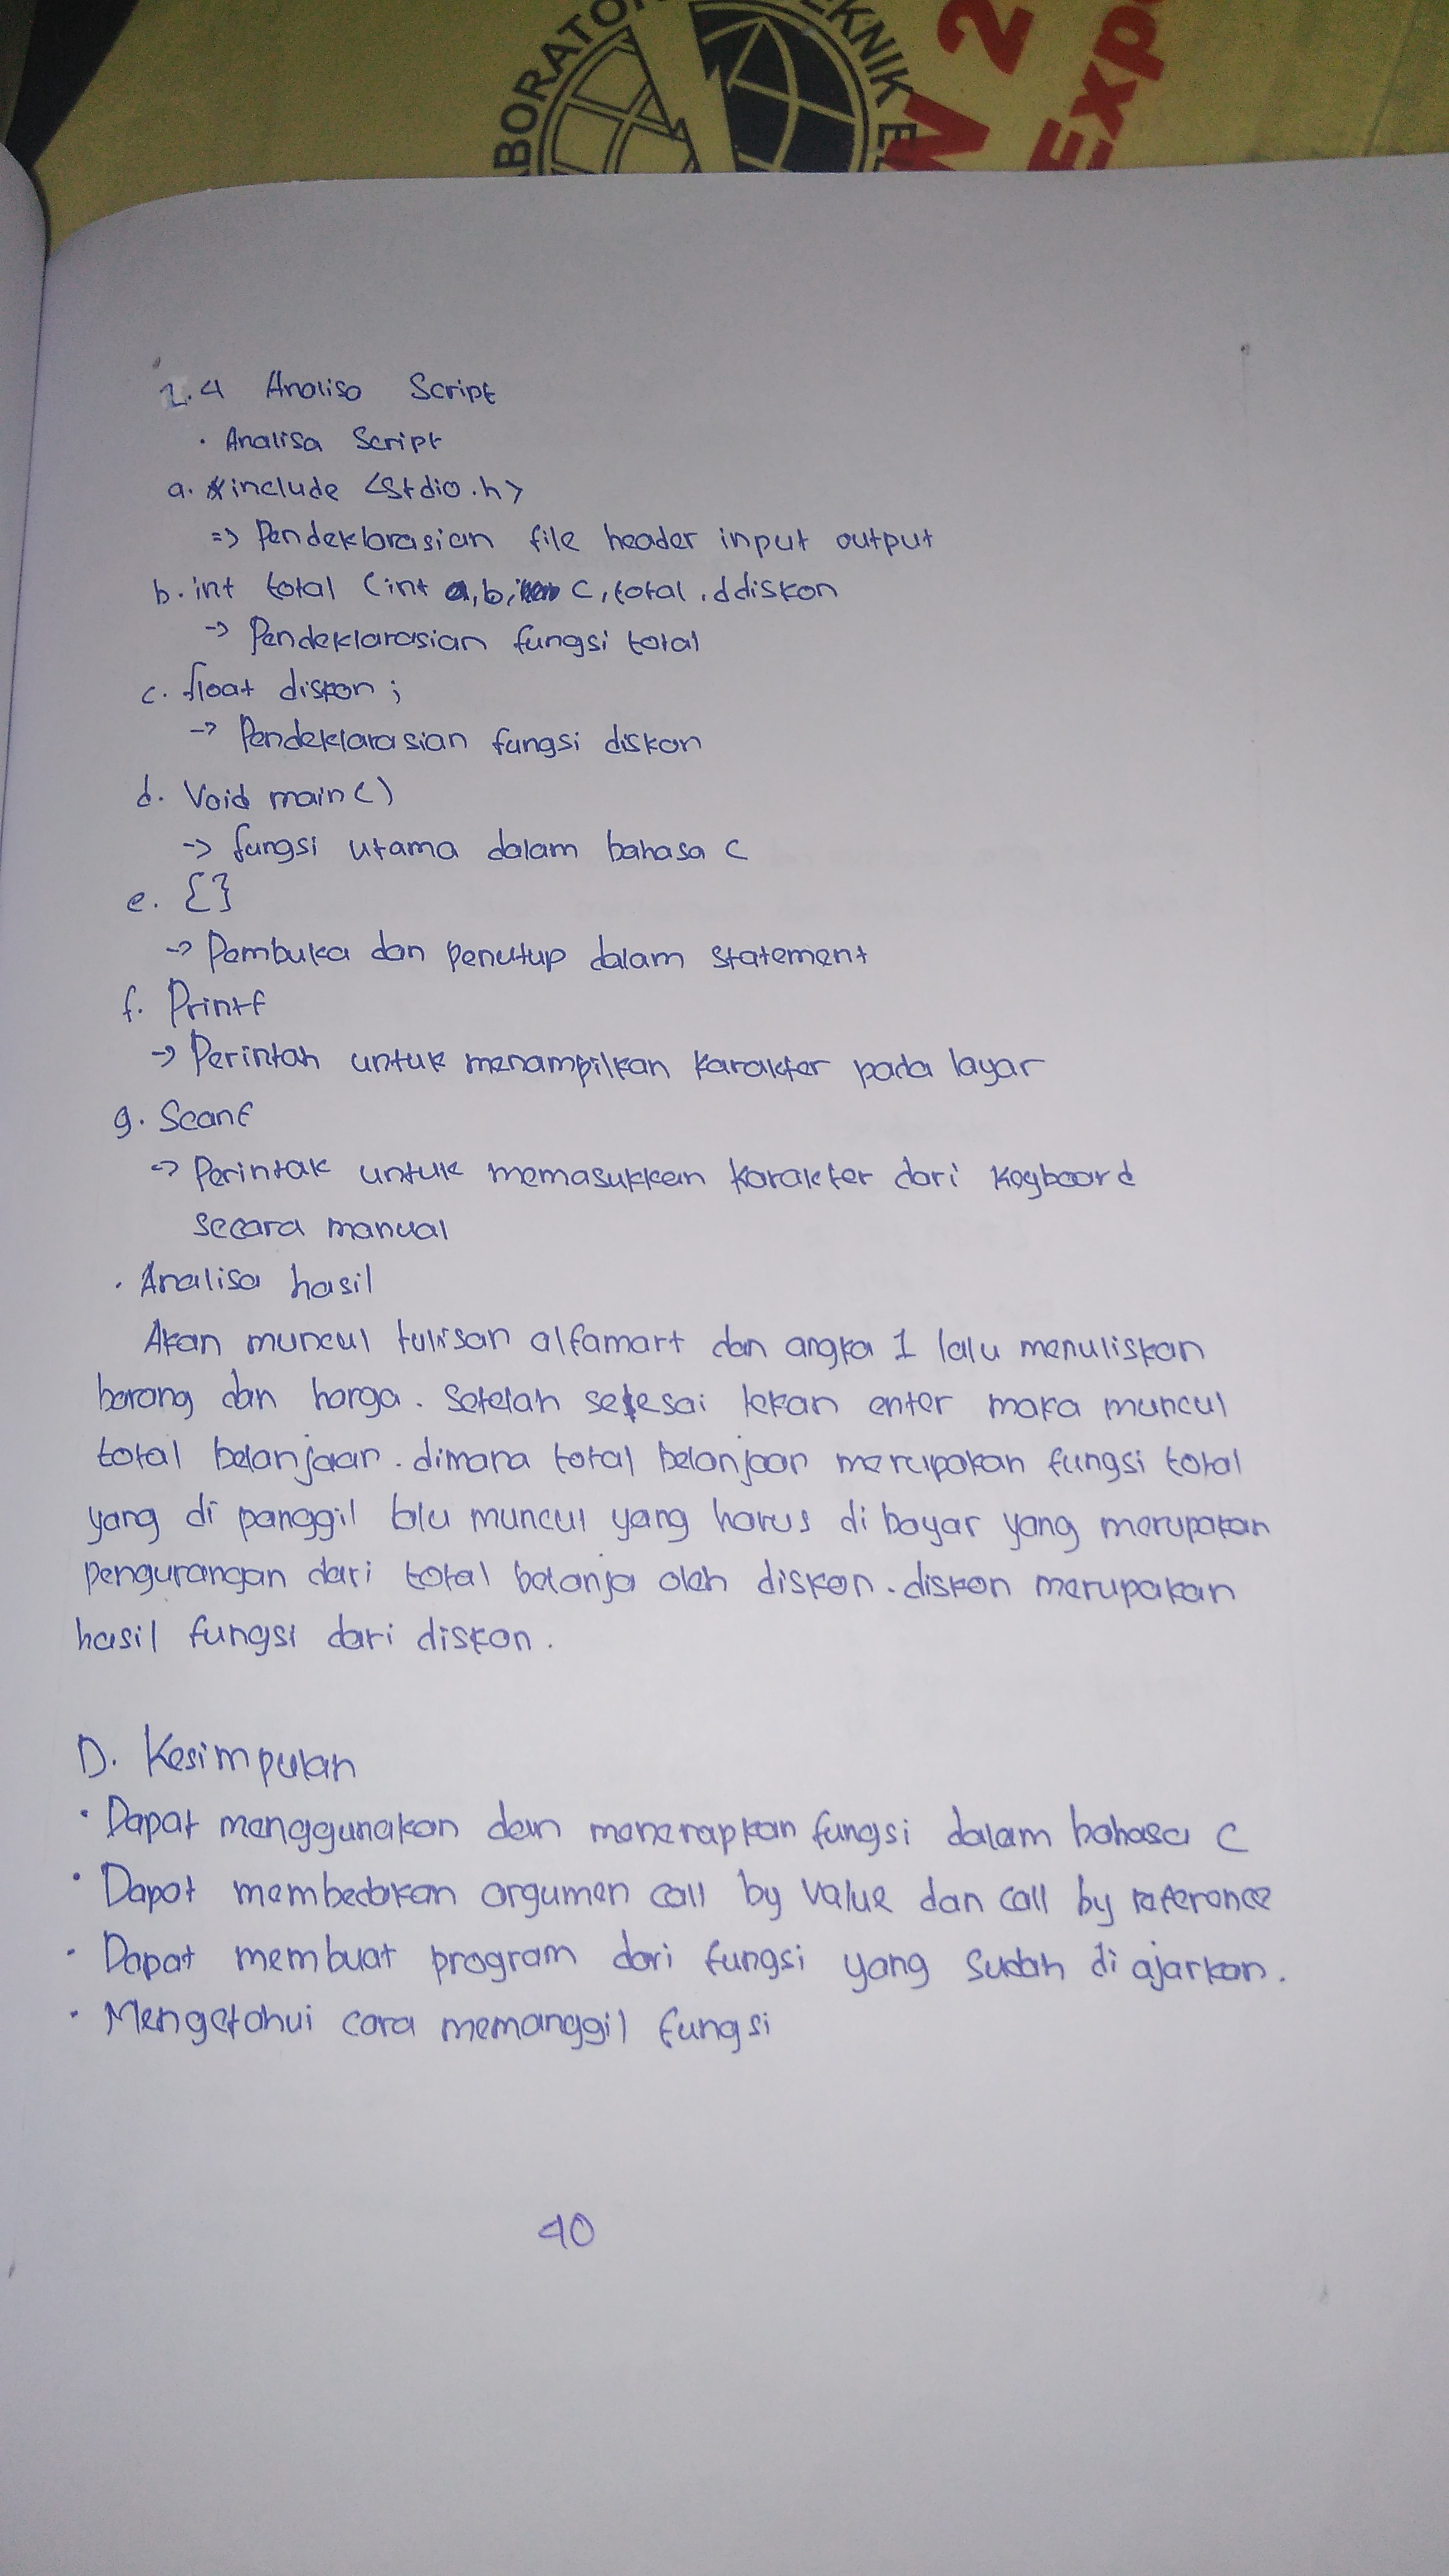 BORATO
EKNIK E
N 2
Exp
2.4 Analisa Script
· Analisa Script
a. #include <stdio.h>
=> Pendeklarasian file header input output
b. int total (int a, b, c, total, ddiskon
-> Pendeklarasian fungsi total
c. float diskon ;
-> Pendeklarasian fungsi diskon
d. Void main ( )
-> fungsi utama dalam bahasa C
e. { }
-> Pembuka dan penutup dalam statement
f. Printf
-> Perintah untuk menampilkan karakter pada layar
g. Scanf
-> Perintak untuk memasukkan karakter dari keyboard
secara manual
· Analisa hasil
Akan muncul tulisan alfamart dan angka 1 lalu menuliskan
barang dan harga. Setelah selesai tekan enter maka muncul
total belanjaan. dimana total belanjaan merupakan fungsi total
yang di panggil lalu muncul yang harus di bayar yang merupakan
pengurangan dari total belanja oleh diskon. diskon merupakan
hasil fungsi dari diskon.
D. Kesimpulan
· Dapat menggunakan dan menerapkan fungsi dalam bahasa C
· Dapat membedakan argumen call by value dan call by reference
· Dapat membuat program dari fungsi yang sudah di ajarkan.
· Mengetahui cara memanggil fungsi
40